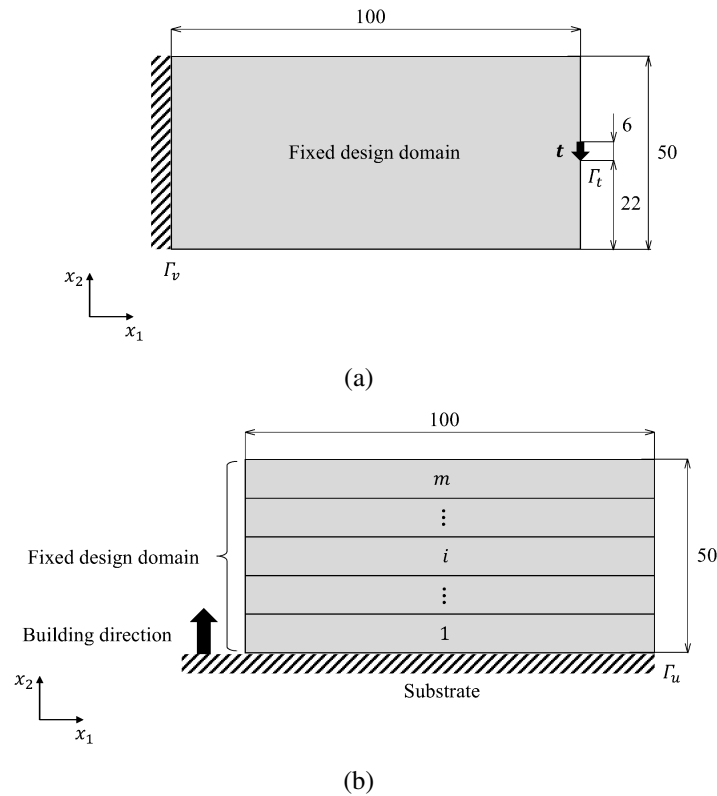 100
Fixed design domain
t
6
50
Γt
22
Γv
x2
x1
(a)
100
m
⋮
Fixed design domain
i
50
⋮
Building direction
1
Γu
Substrate
x2
x1
(b)